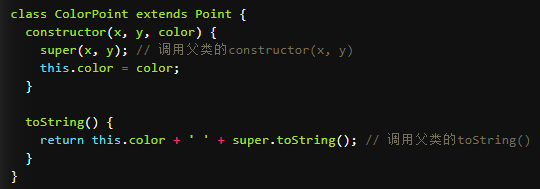 class ColorPoint extends Point {
  constructor(x, y, color) {
    super(x, y); // 调用父类的constructor(x, y)
    this.color = color;
  }

  toString() {
    return this.color + ' ' + super.toString(); // 调用父类的toString()
  }
}